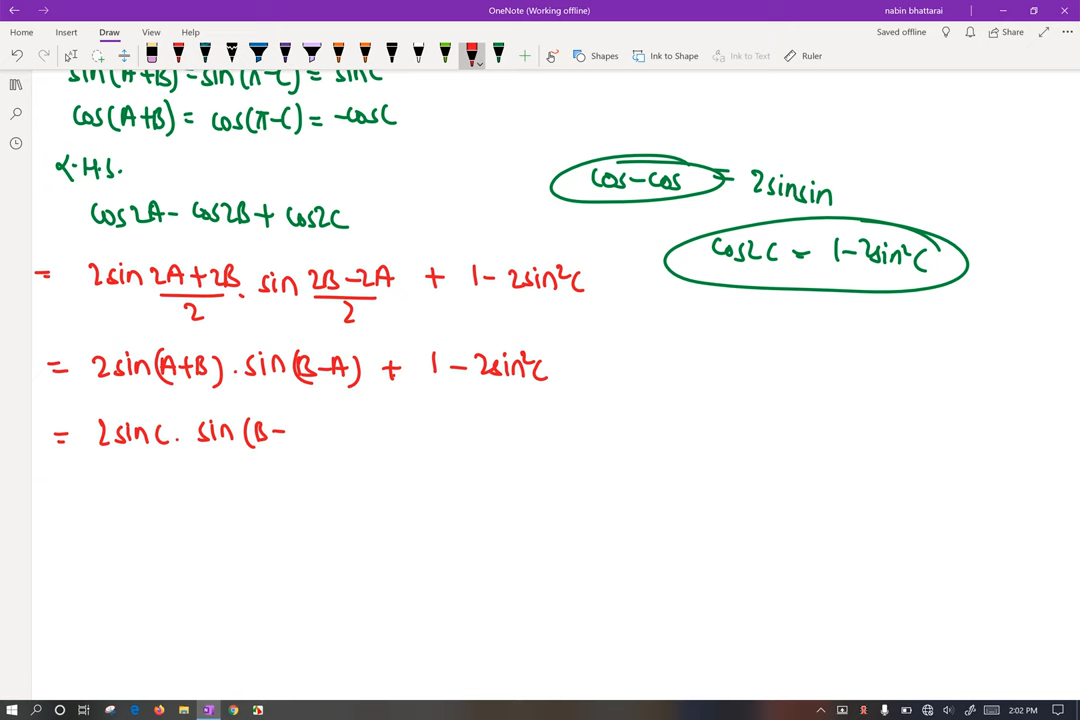 OneNote (Working offline)
nabin bhattarai
Home Insert Draw View Help
Saved offline Share
Shapes Ink to Shape Ink to Text Math Ruler
sin(A+B) = sin(π-C) = sinC
cos(A+B) = cos(π-C) = -cosC
L.H.S.
cos2A - cos2B + cos2C
cos-cos = 2sinsin
cos2C = 1-2sin²C
= 2sin 2A+2B/2 . sin 2B-2A/2 + 1-2sin²C
= 2sin(A+B) . sin(B-A) + 1-2sin²C
= 2sinC. sin(B-
2:02 PM